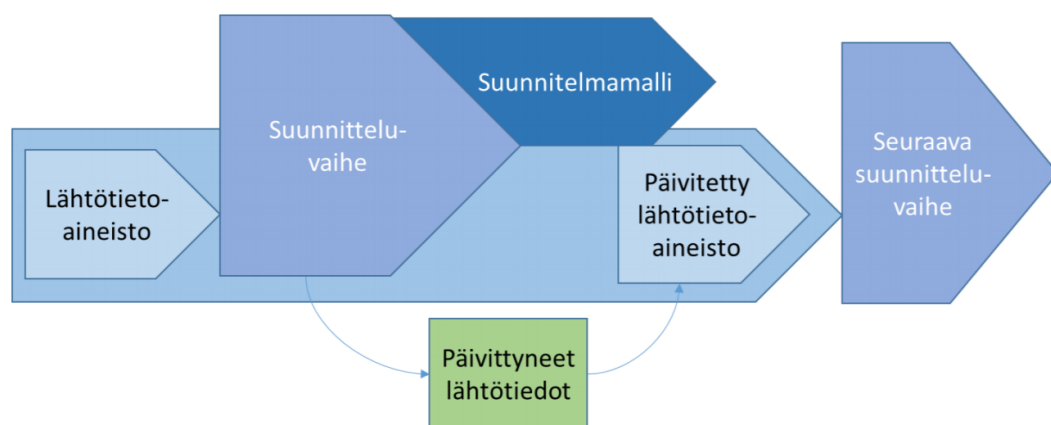 Suunnitelmamalli
Suunnittelu-
vaihe
Lähtötieto-
aineisto
Päivitetty
lähtötieto-
aineisto
Seuraava
suunnittelu-
vaihe
Päivittyneet
lähtötiedot